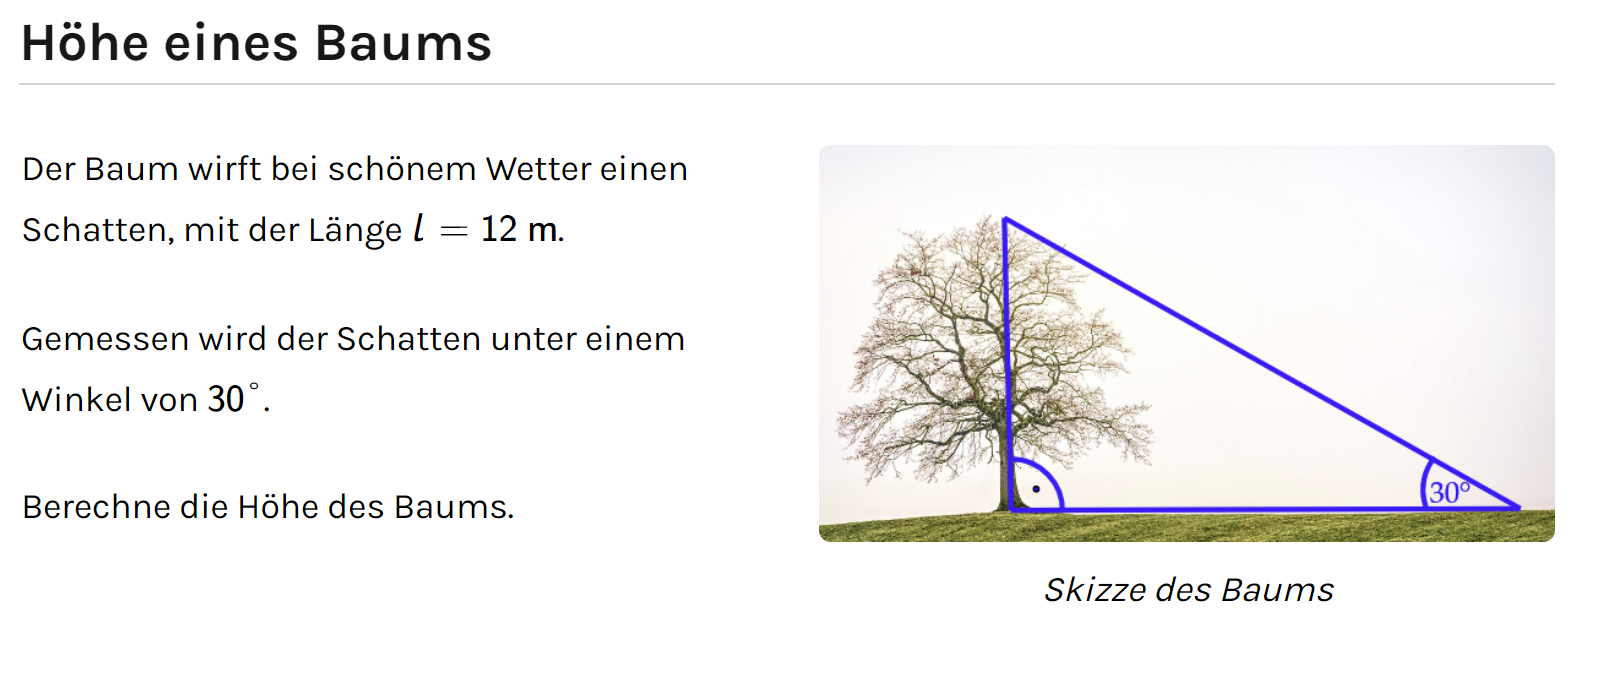 Höhe eines Baums
Der Baum wirft bei schönem Wetter einen
Schatten, mit der Länge l = 12 m.
Gemessen wird der Schatten unter einem
Winkel von 30°.
Berechne die Höhe des Baums.
30°
Skizze des Baums